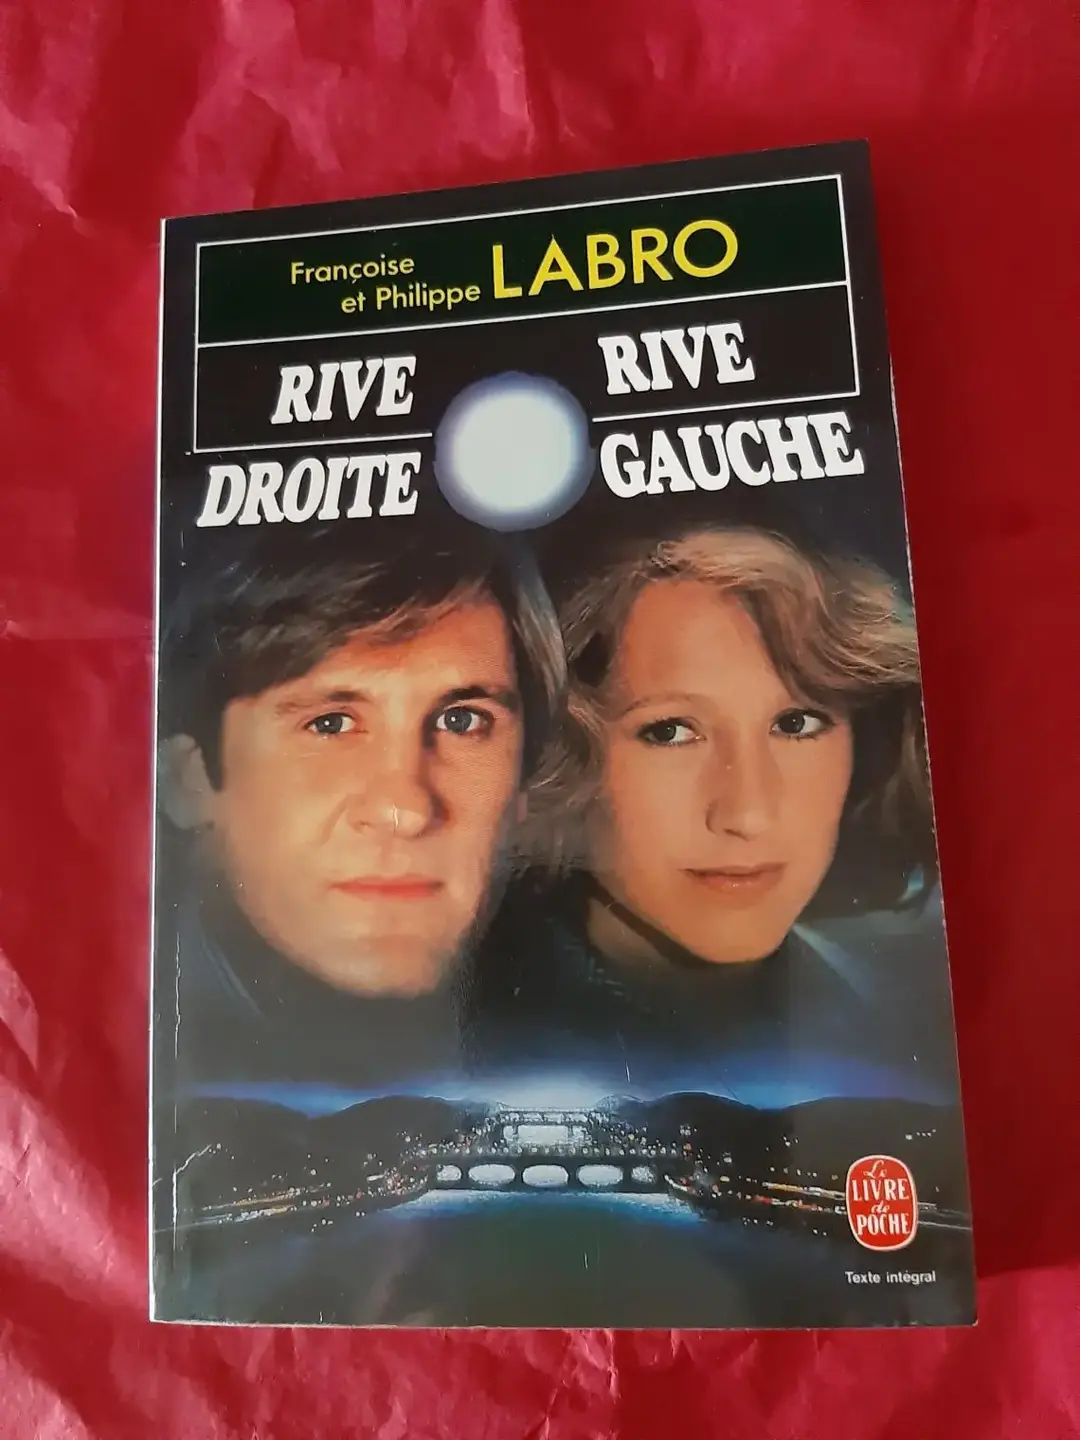 Françoise
et Philippe LABRO
RIVE
DROITE
RIVE
GAUCHE
Le
LIVRE
de
POCHE
Texte intégral